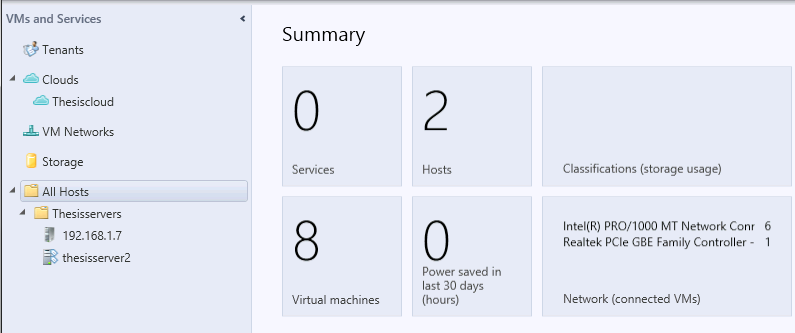 VMs and Services
Tenants
Clouds
Thesiscloud
VM Networks
Storage
All Hosts
Thesisservers
192.168.1.7
thesisserver2
Summary
0
Services
2
Hosts
Classifications (storage usage)
8
Virtual machines
0
Power saved in
last 30 days
(hours)
Intel(R) PRO/1000 MT Network Conr 6
Realtek PCIe GBE Family Controller - 1
Network (connected VMs)